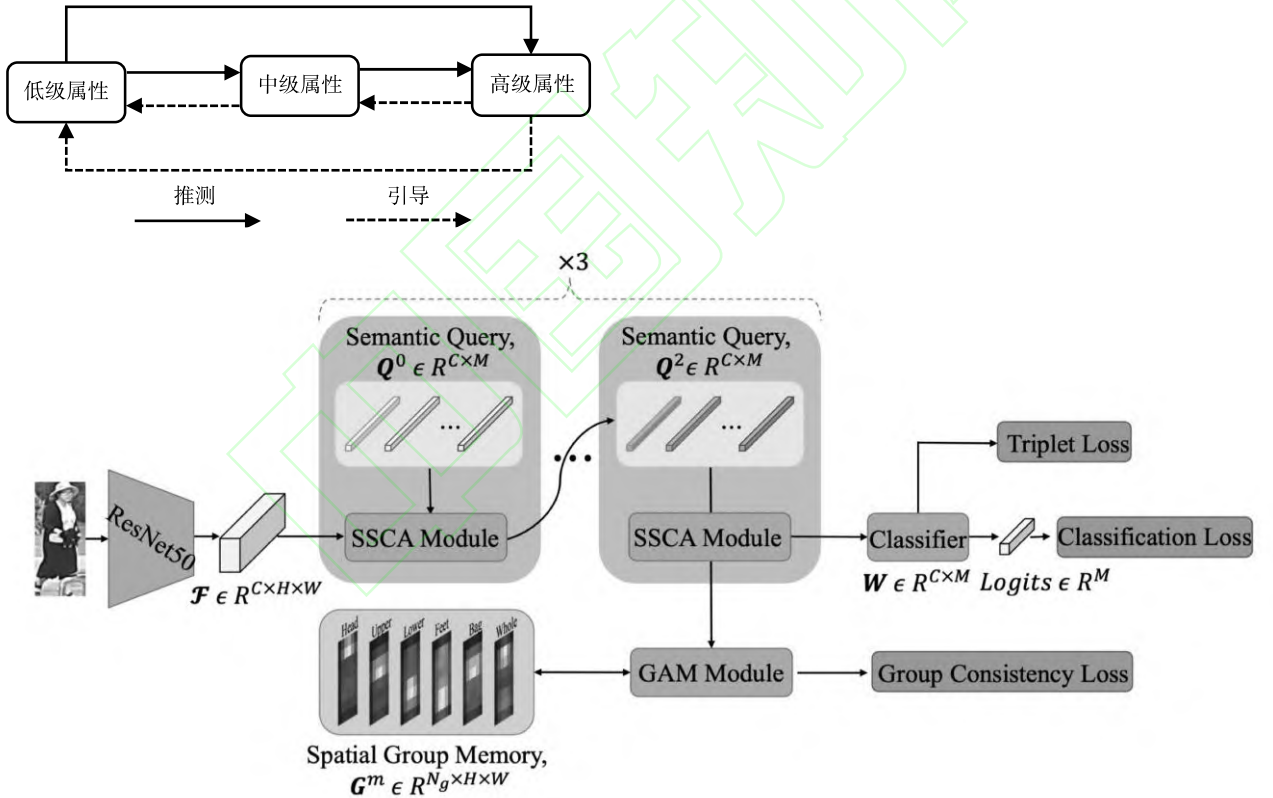 低级属性
中级属性
高级属性
推测
引导
×3
Semantic Query,
Q⁰ ϵ R^{C×M}
Semantic Query,
Q² ϵ R^{C×M}
...
...
...
Triplet Loss
ResNet50
SSCA Module
SSCA Module
Classifier
Classification Loss
𝓕 ϵ R^{C×H×W}
W ϵ R^{C×M}
Logits ϵ R^M
Head
Upper
Lower
Feet
Bag
Whole
GAM Module
Group Consistency Loss
Spatial Group Memory,
G^m ϵ R^{N_g×H×W}